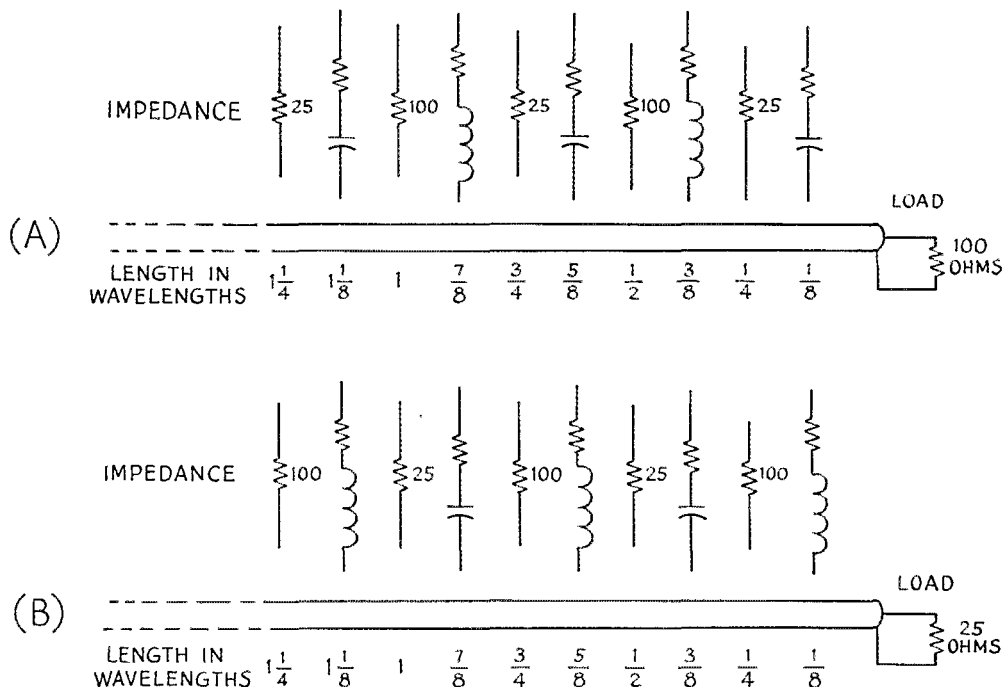 IMPEDANCE
25
100
25
100
25
LOAD
(A)
100
OHMS
LENGTH IN
WAVELENGTHS
1 1/4 1 1/8 1 7/8 3/4 5/8 1/2 3/8 1/4 1/8
IMPEDANCE
100
25
100
25
100
LOAD
(B)
25
OHMS
LENGTH IN
WAVELENGTHS
1 1/4 1 1/8 1 7/8 3/4 5/8 1/2 3/8 1/4 1/8